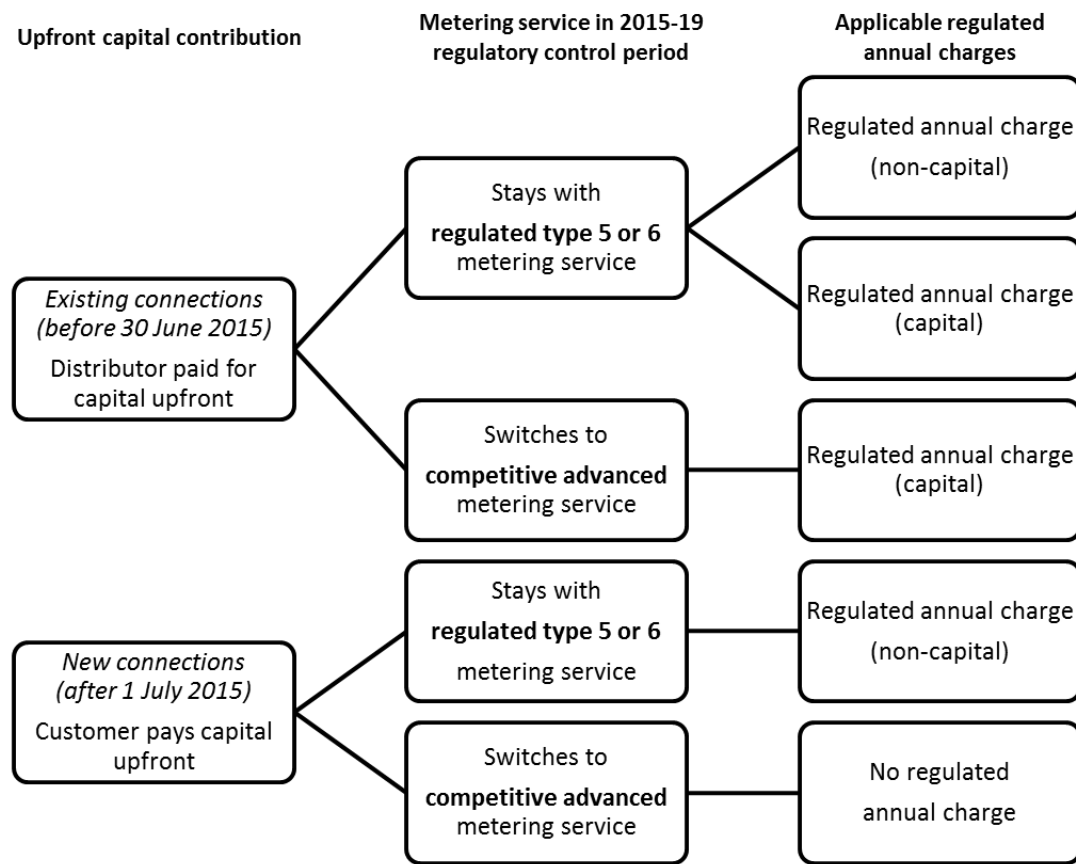 Upfront capital contribution
Metering service in 2015-19
regulatory control period
Applicable regulated
annual charges
Existing connections
(before 30 June 2015)
Distributor paid for
capital upfront
Stays with
regulated type 5 or 6
metering service
Regulated annual charge
(non-capital)
Regulated annual charge
(capital)
Switches to
competitive advanced
metering service
Regulated annual charge
(capital)
New connections
(after 1 July 2015)
Customer pays capital
upfront
Stays with
regulated type 5 or 6
metering service
Regulated annual charge
(non-capital)
Switches to
competitive advanced
metering service
No regulated
annual charge